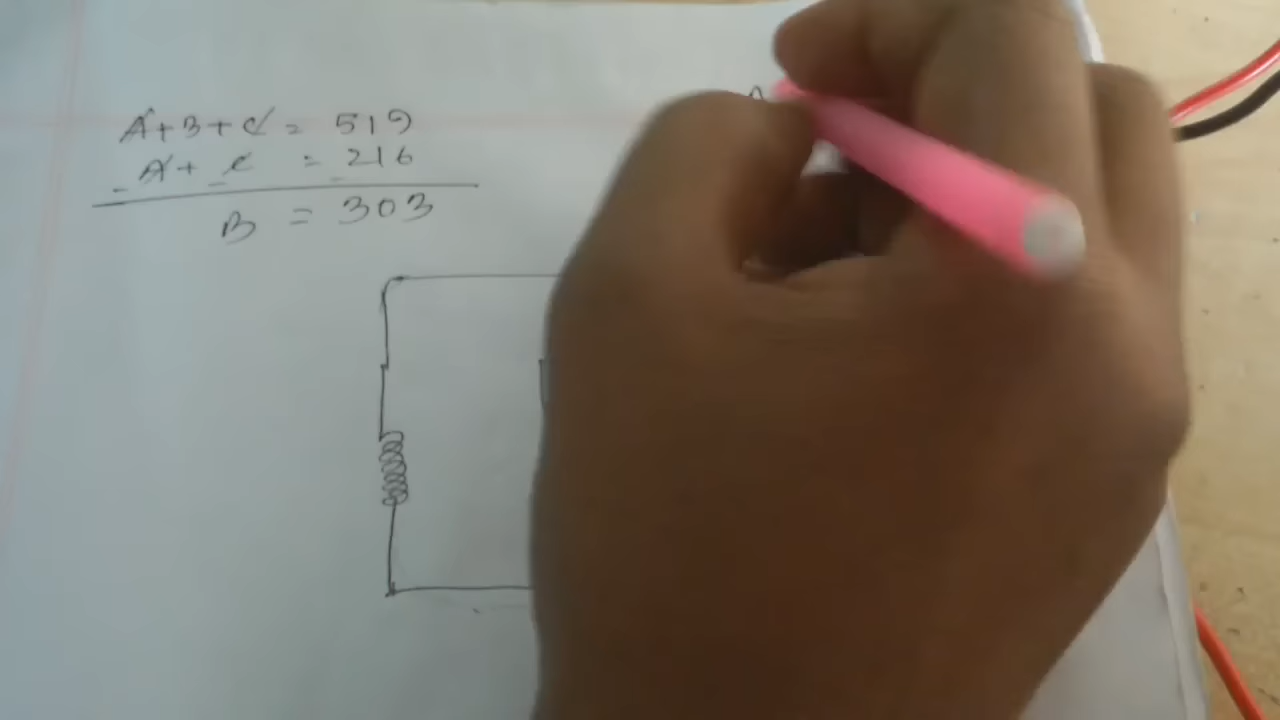 A+B+C = 519
- A + - C = - 216
B = 303
A